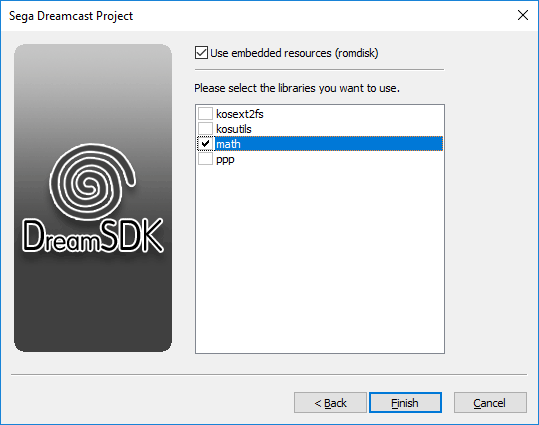 Sega Dreamcast Project
Use embedded resources (romdisk)
Please select the libraries you want to use.
kosext2fs
kosutils
math
ppp
DreamSDK
< Back
Finish
Cancel